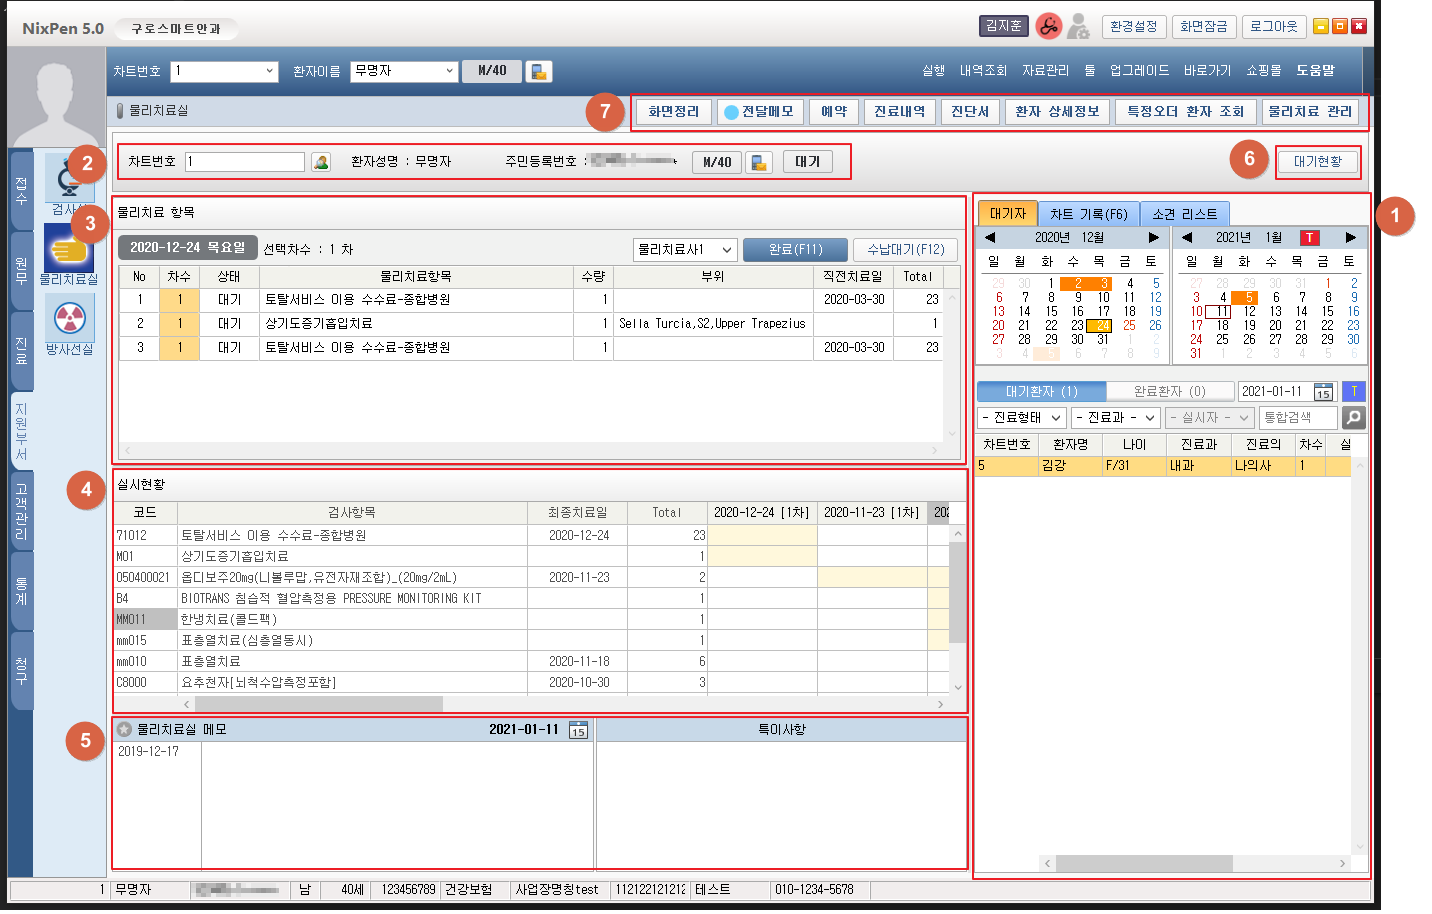 NixPen 5.0 구로스마트안과 김지훈 환경설정 화면잠금 로그아웃
차트번호 1 환자이름 무명자 M/40 실행 내역조회 자료관리 툴 업그레이드 바로가기 쇼핑몰 도움말
물리치료실 7 화면정리 전달메모 예약 진료내역 진단서 환자 상세정보 특정오더 환자 조회 물리치료 관리
2 차트번호 1 환자성명 : 무명자 주민등록번호 : M/40 대기 6 대기현황
접수
원무
진료
지원부서
고객관리
통계
청구
검사실
물리치료실
방사선실
3 물리치료 항목
2020-12-24 목요일 선택차수 : 1 차 물리치료사1 완료(F11) 수납대기(F12)
No 차수 상태 물리치료항목 수량 부위 직전치료일 Total
1 1 대기 토탈서비스 이용 수수료-종합병원 1 2020-03-30 23
2 1 대기 상기도증기흡입치료 1 Sella Turcia,S2,Upper Trapezius 1
3 1 대기 토탈서비스 이용 수수료-종합병원 1 2020-03-30 23
4 실시현황
코드 검사항목 최종치료일 Total 2020-12-24 [1차] 2020-11-23 [1차] 202
71012 토탈서비스 이용 수수료-종합병원 2020-12-24 23
M01 상기도증기흡입치료 1
050400021 옵디보주20mg(니볼루맙,유전자재조합)_(20mg/2mL) 2020-11-23 2
B4 BIOTRANS 침습적 혈압측정용 PRESSURE MONITORING KIT 1
MM011 한냉치료(콜드팩) 1
mm015 표층열치료(심층열동시) 1
mm010 표층열치료 2020-11-18 6
C8000 요추천자[뇌척수압측정포함] 2020-10-30 3
5 물리치료실 메모 2021-01-11 15 특이사항
2019-12-17
1
대기자 차트 기록(F6) 소견 리스트
2020년 12월
일 월 화 수 목 금 토
29 30 1 2 3 4 5
6 7 8 9 10 11 12
13 14 15 16 17 18 19
20 21 22 23 24 25 26
27 28 29 30 31 1 2
3 4 5 6 7 8 9
2021년 1월 T
일 월 화 수 목 금 토
27 28 29 30 31 1 2
3 4 5 6 7 8 9
10 11 12 13 14 15 16
17 18 19 20 21 22 23
24 25 26 27 28 29 30
31 1 2 3 4 5 6
대기환자 (1) 완료환자 (0) 2021-01-11 15 T
- 진료형태 - 진료과 - - 실시자 - 통합검색
차트번호 환자명 나이 진료과 진료의 차수 실
5 김강 F/31 내과 나의사 1
1 무명자 남 40세 123456789 건강보험 사업장명칭test 112122121212 테스트 010-1234-5678